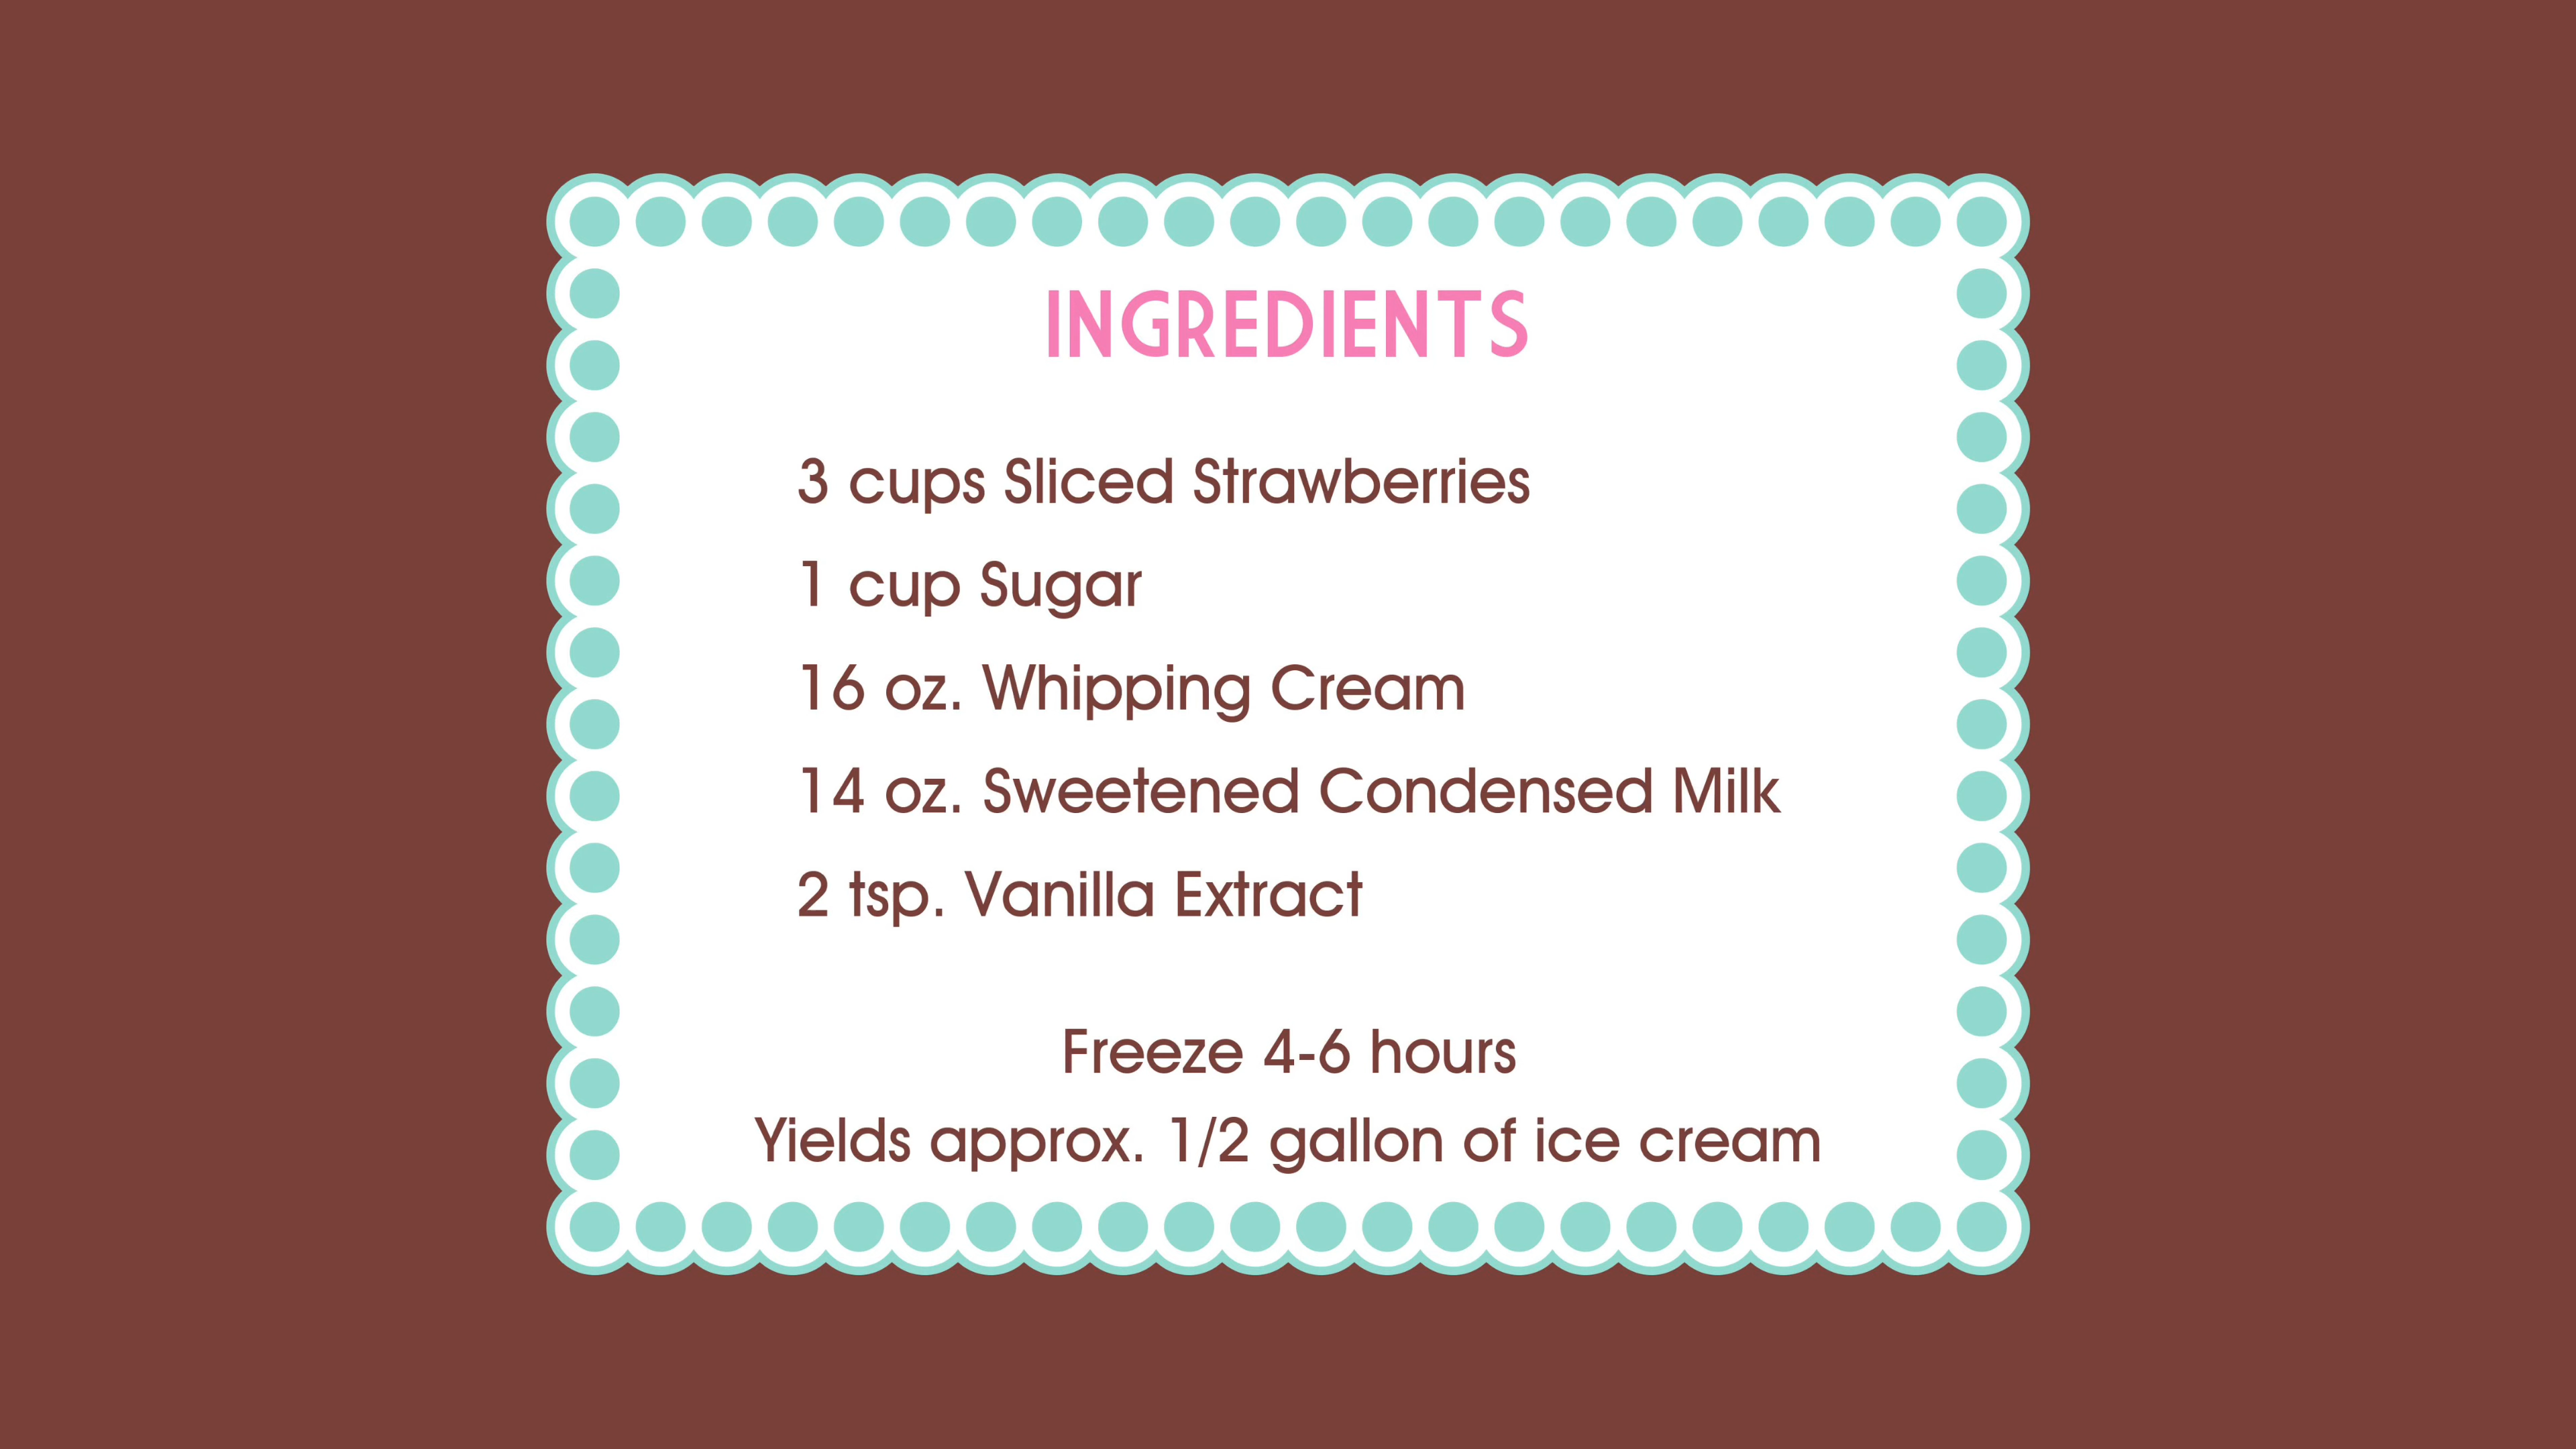 INGREDIENTS
3 cups Sliced Strawberries
1 cup Sugar
16 oz. Whipping Cream
14 oz. Sweetened Condensed Milk
2 tsp. Vanilla Extract
Freeze 4-6 hours
Yields approx. 1/2 gallon of ice cream